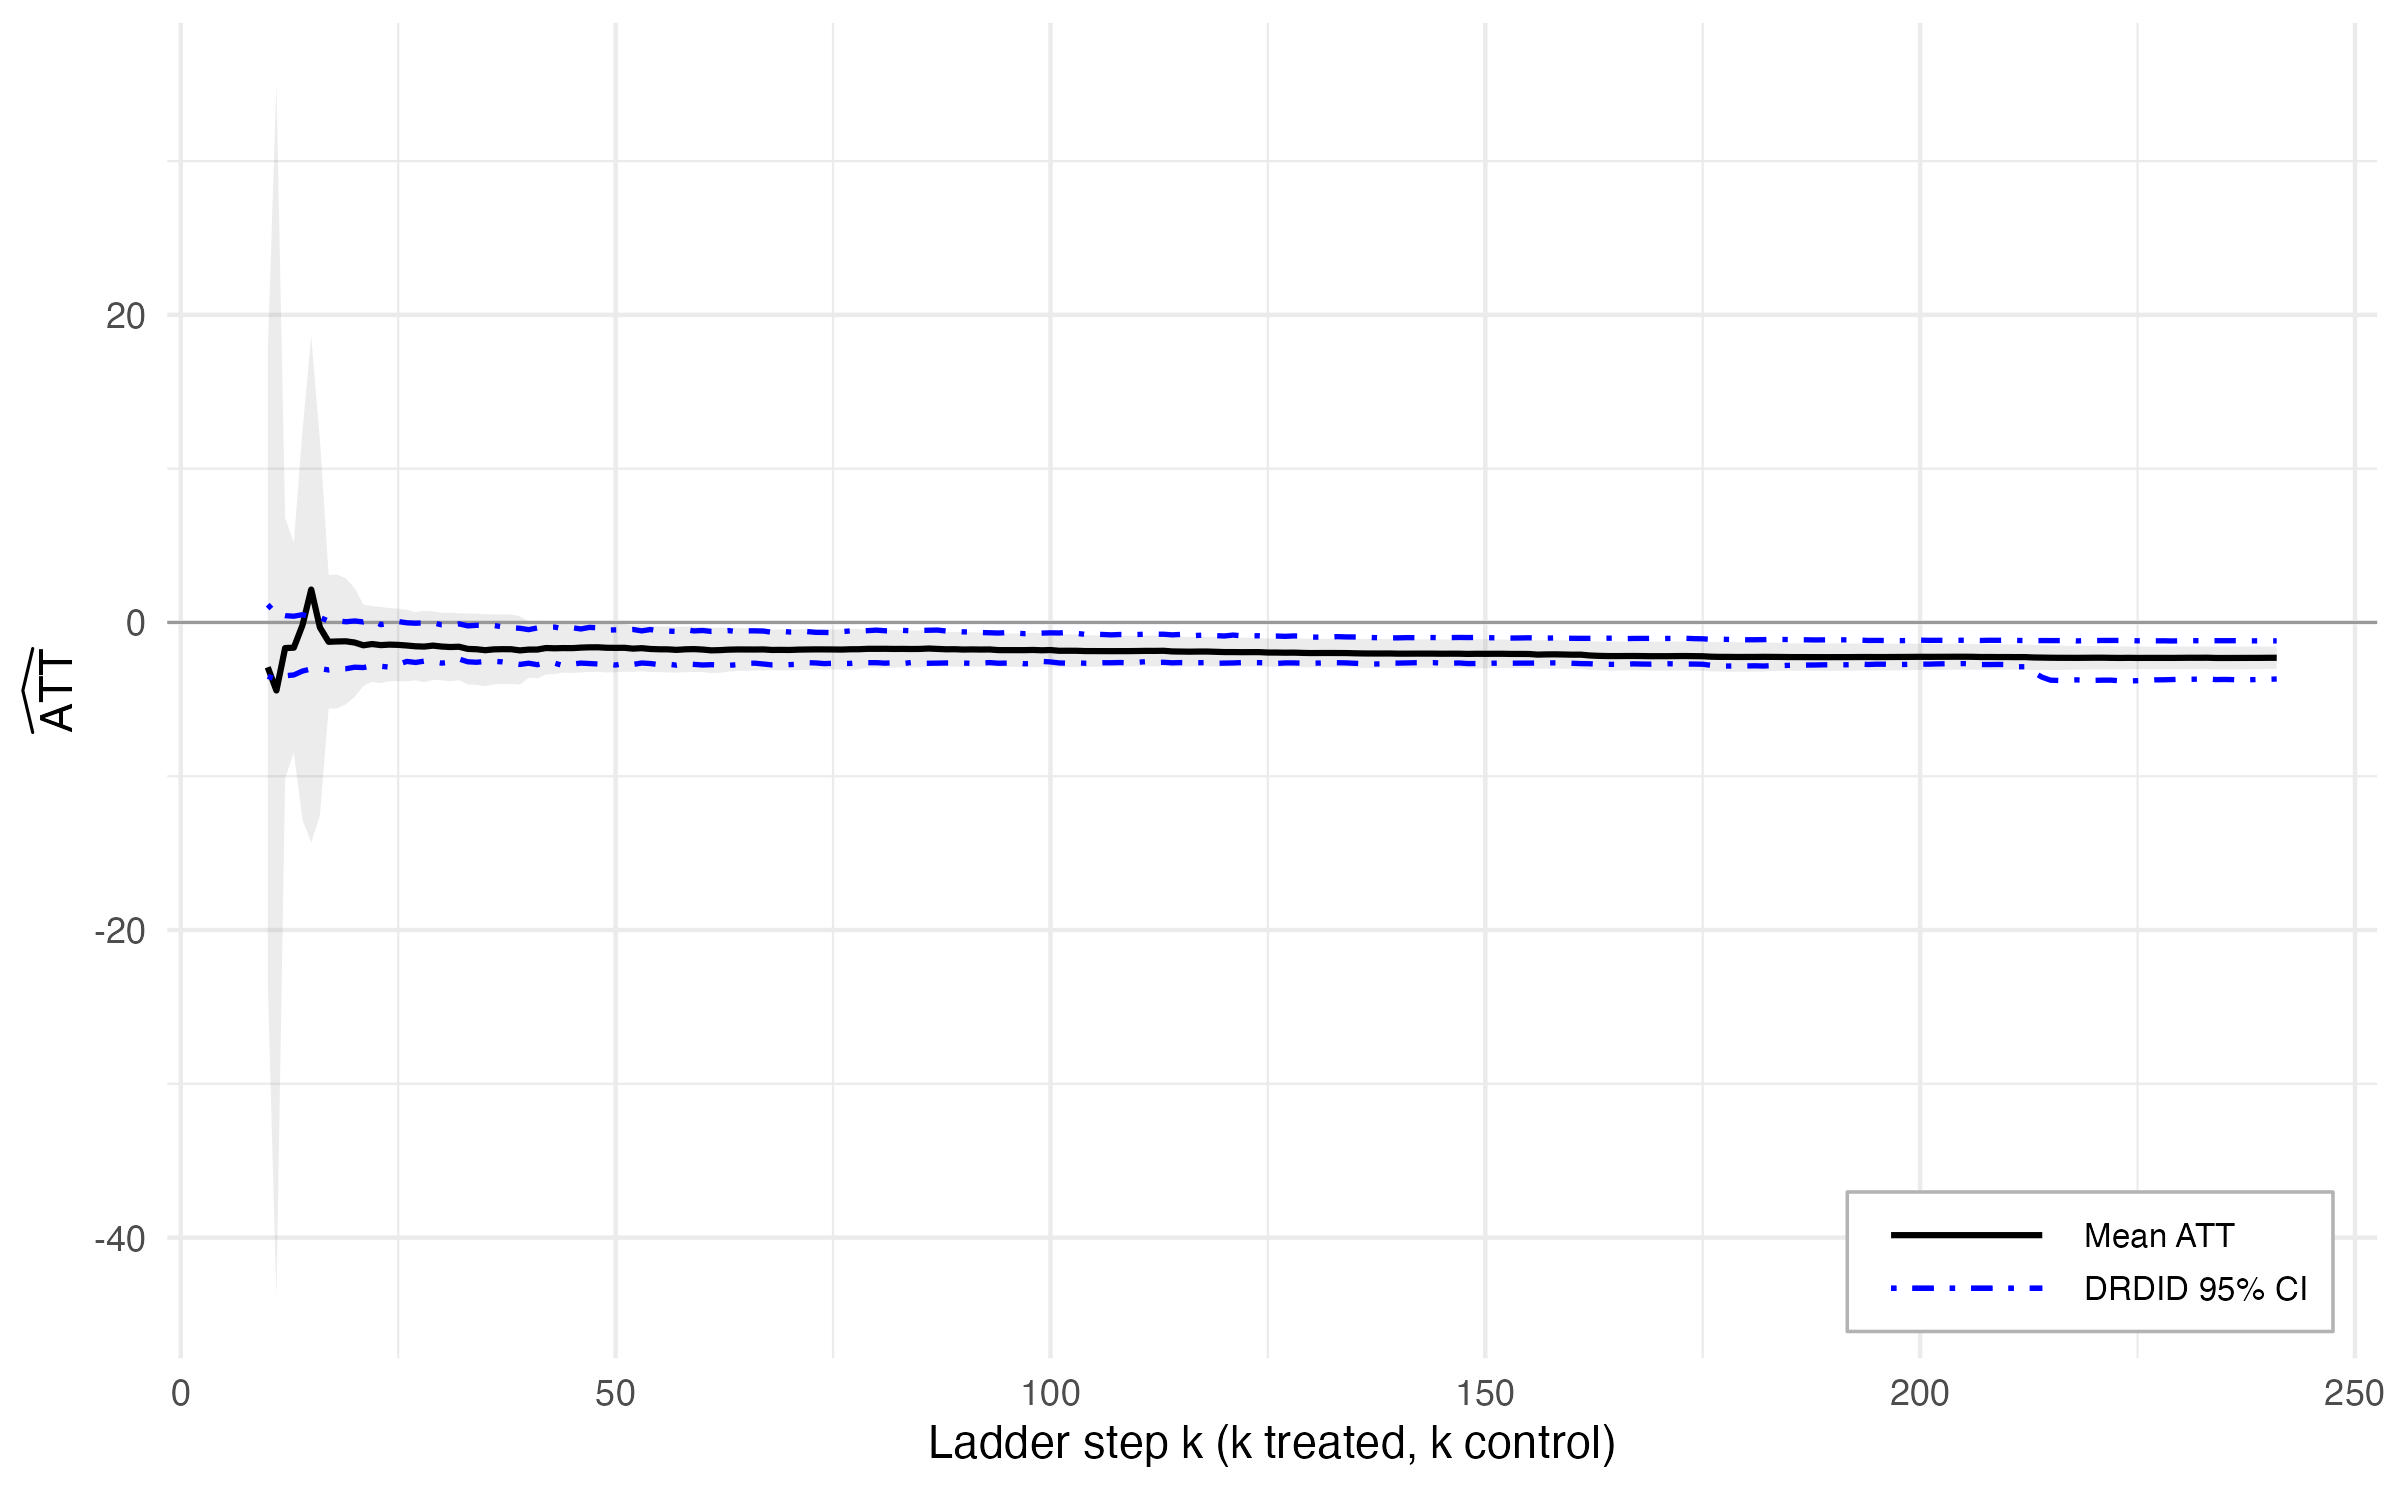 20
0
-20
-40
ATT
0
50
100
150
200
250
Ladder step k (k treated, k control)
Mean ATT
DRDID 95% CI